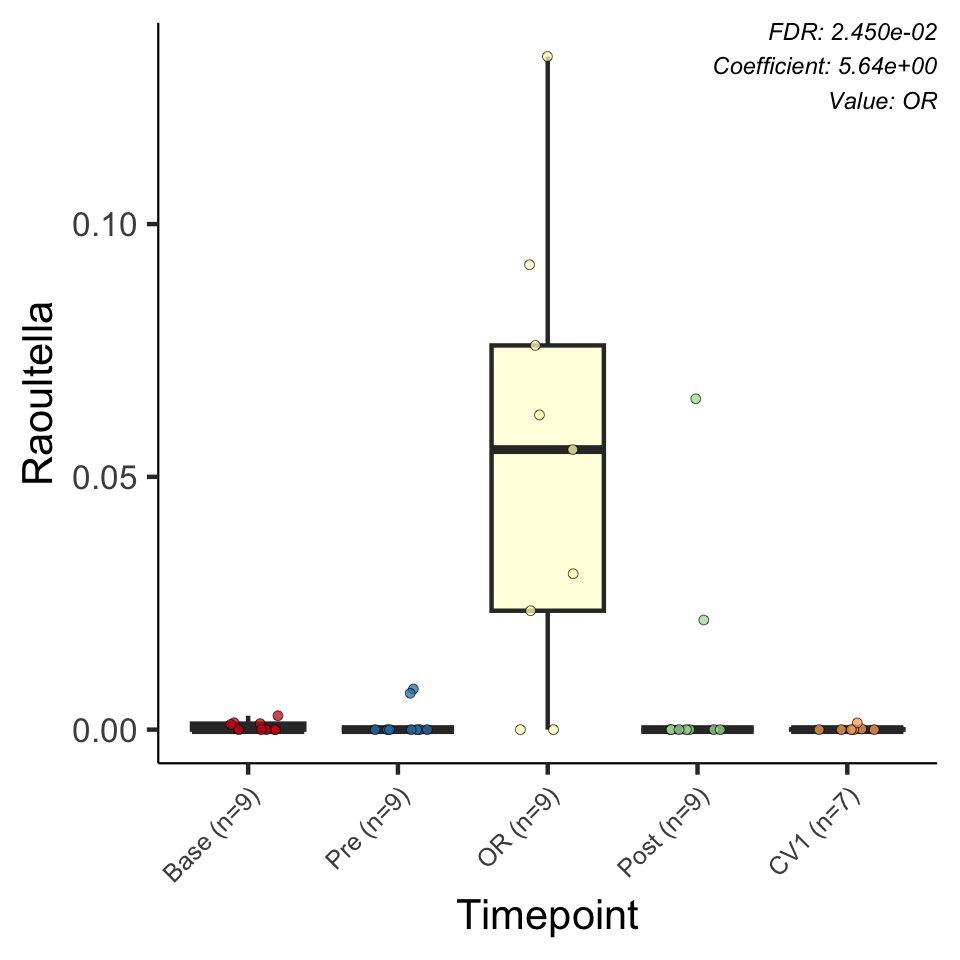 FDR: 2.450e-02
Coefficient: 5.64e+00
Value: OR
Raoultella
0.10
0.05
0.00
Base (n=9)
Pre (n=9)
OR (n=9)
Post (n=9)
CV1 (n=7)
Timepoint